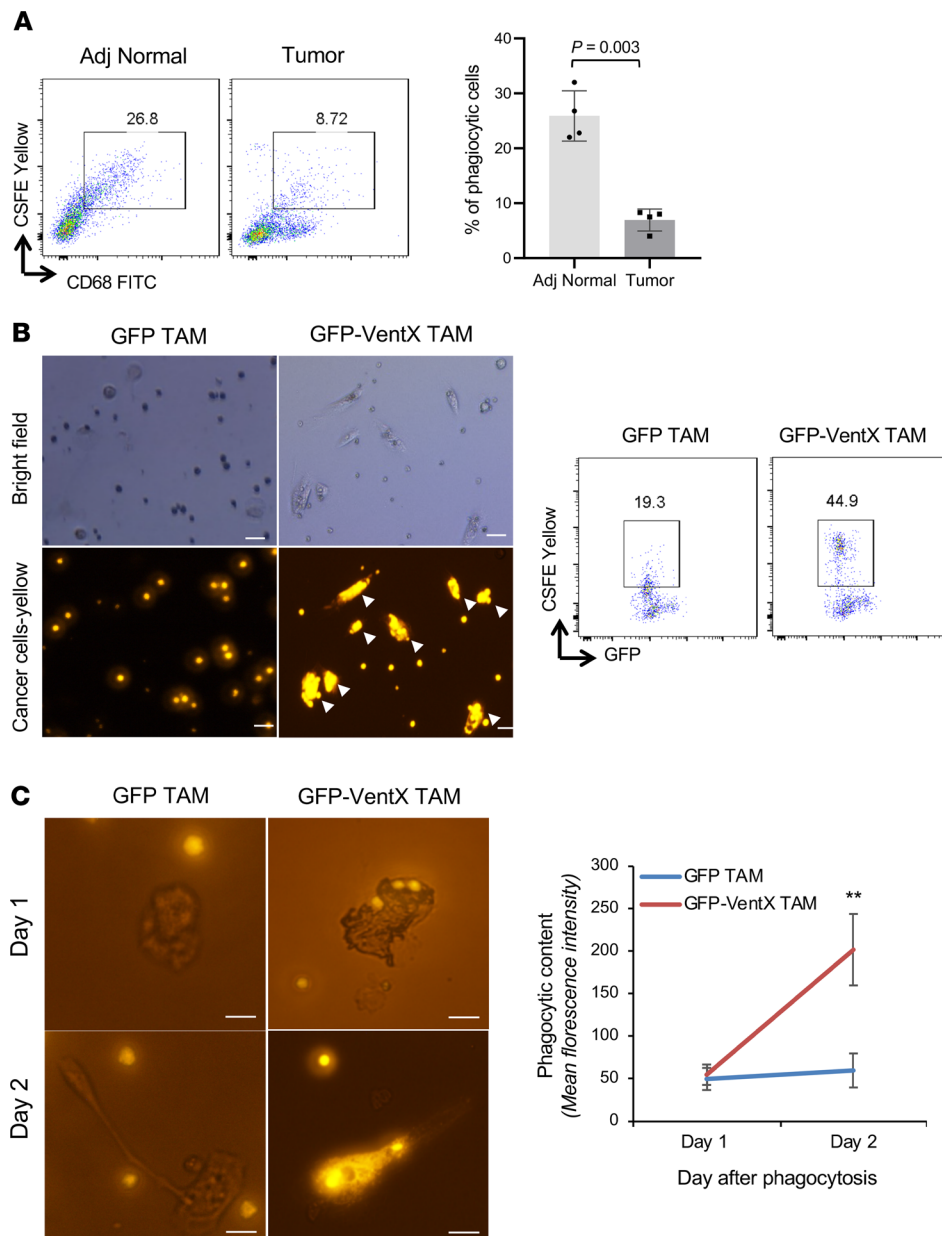 A
Adj Normal
Tumor
26.8
8.72
CSFE Yellow
CD68 FITC
% of phagiocytic cells
40
30
20
10
0
P = 0.003
Adj Normal
Tumor
B
GFP TAM
GFP-VentX TAM
Bright field
Cancer cells-yellow
GFP TAM
GFP-VentX TAM
19.3
44.9
CSFE Yellow
GFP
C
GFP TAM
GFP-VentX TAM
Day 1
Day 2
Phagocytic content
(Mean florescence intensity)
300
250
200
150
100
50
0
GFP TAM
GFP-VentX TAM
**
Day 1
Day 2
Day after phagocytosis